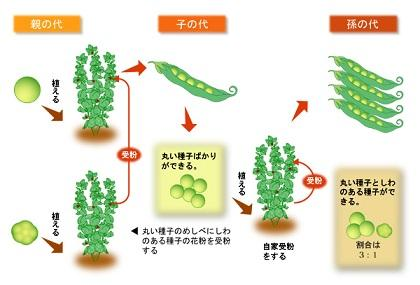 親の代
子の代
孫の代
植える
受粉
植える
丸い種子ばかり
ができる。
◀ 丸い種子のめしべにしわ
のある種子の花粉を受粉
する
植える
受粉
自家受粉
をする
丸い種子としわ
のある種子がで
きる。
割合は
3:1